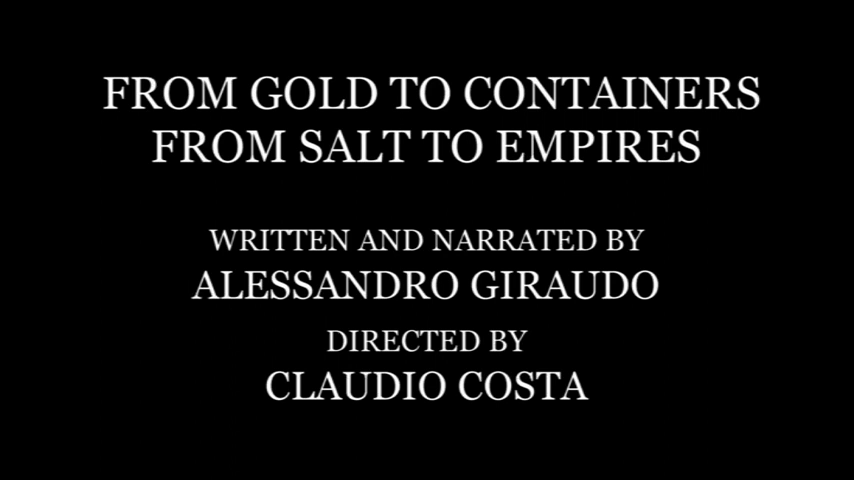 FROM GOLD TO CONTAINERS
FROM SALT TO EMPIRES
WRITTEN AND NARRATED BY
ALESSANDRO GIRAUDO
DIRECTED BY
CLAUDIO COSTA